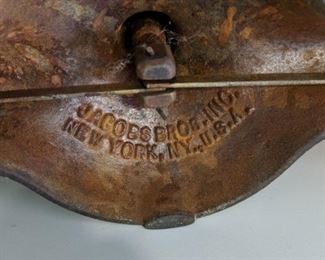 JACOBS BROS. INC.
NEW YORK, N.Y., U.S.A.